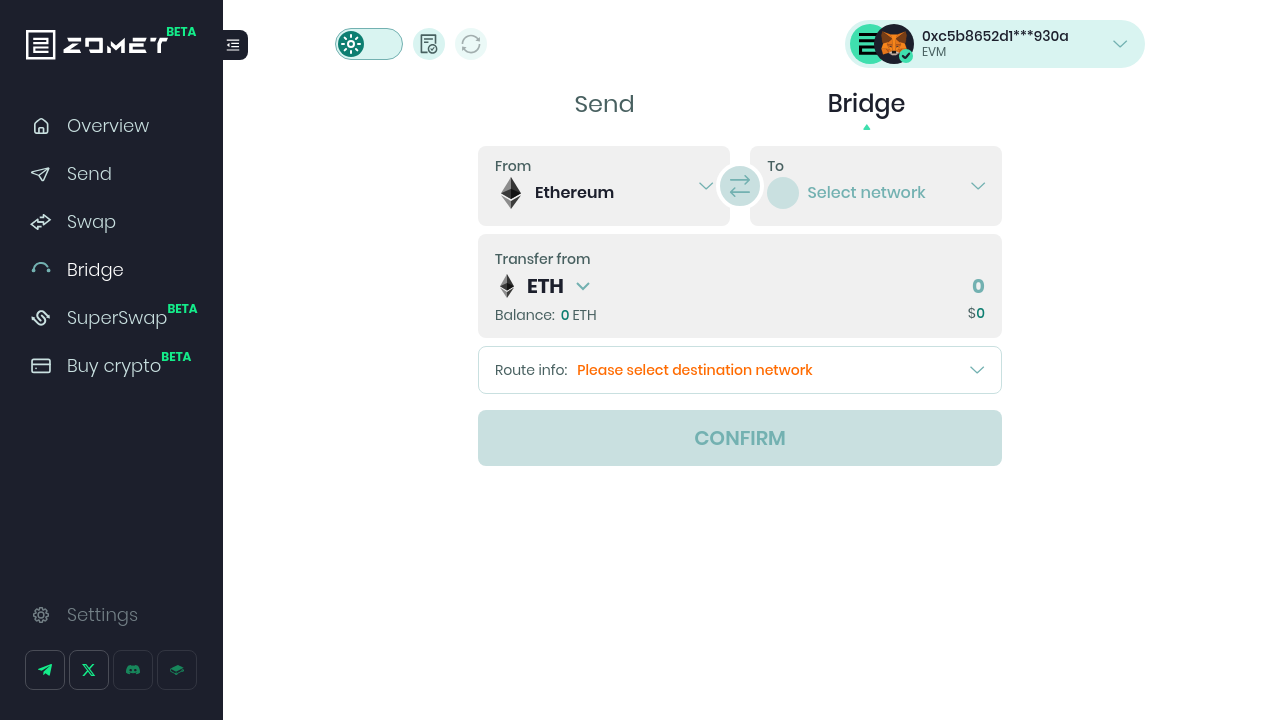 ZOMET BETA
Overview
Send
Swap
Bridge
SuperSwap BETA
Buy crypto BETA
Settings
0xc5b8652d1***930a
EVM
Send
Bridge
From
Ethereum
To
Select network
Transfer from
ETH
0
Balance: 0 ETH
$0
Route info: Please select destination network
CONFIRM